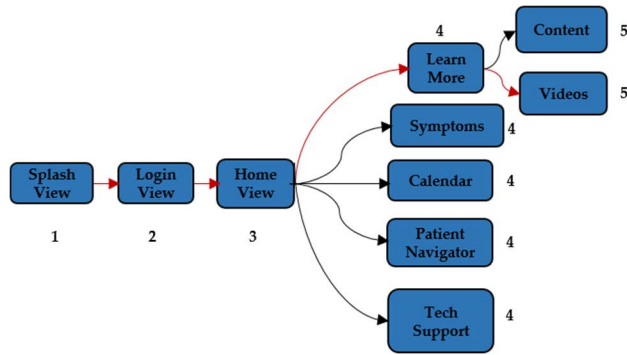 4
Content
5
Learn
More
Videos
5
Symptoms
4
Splash
View
Login
View
Home
View
Calendar
4
1
2
3
Patient
Navigator
4
Tech
Support
4